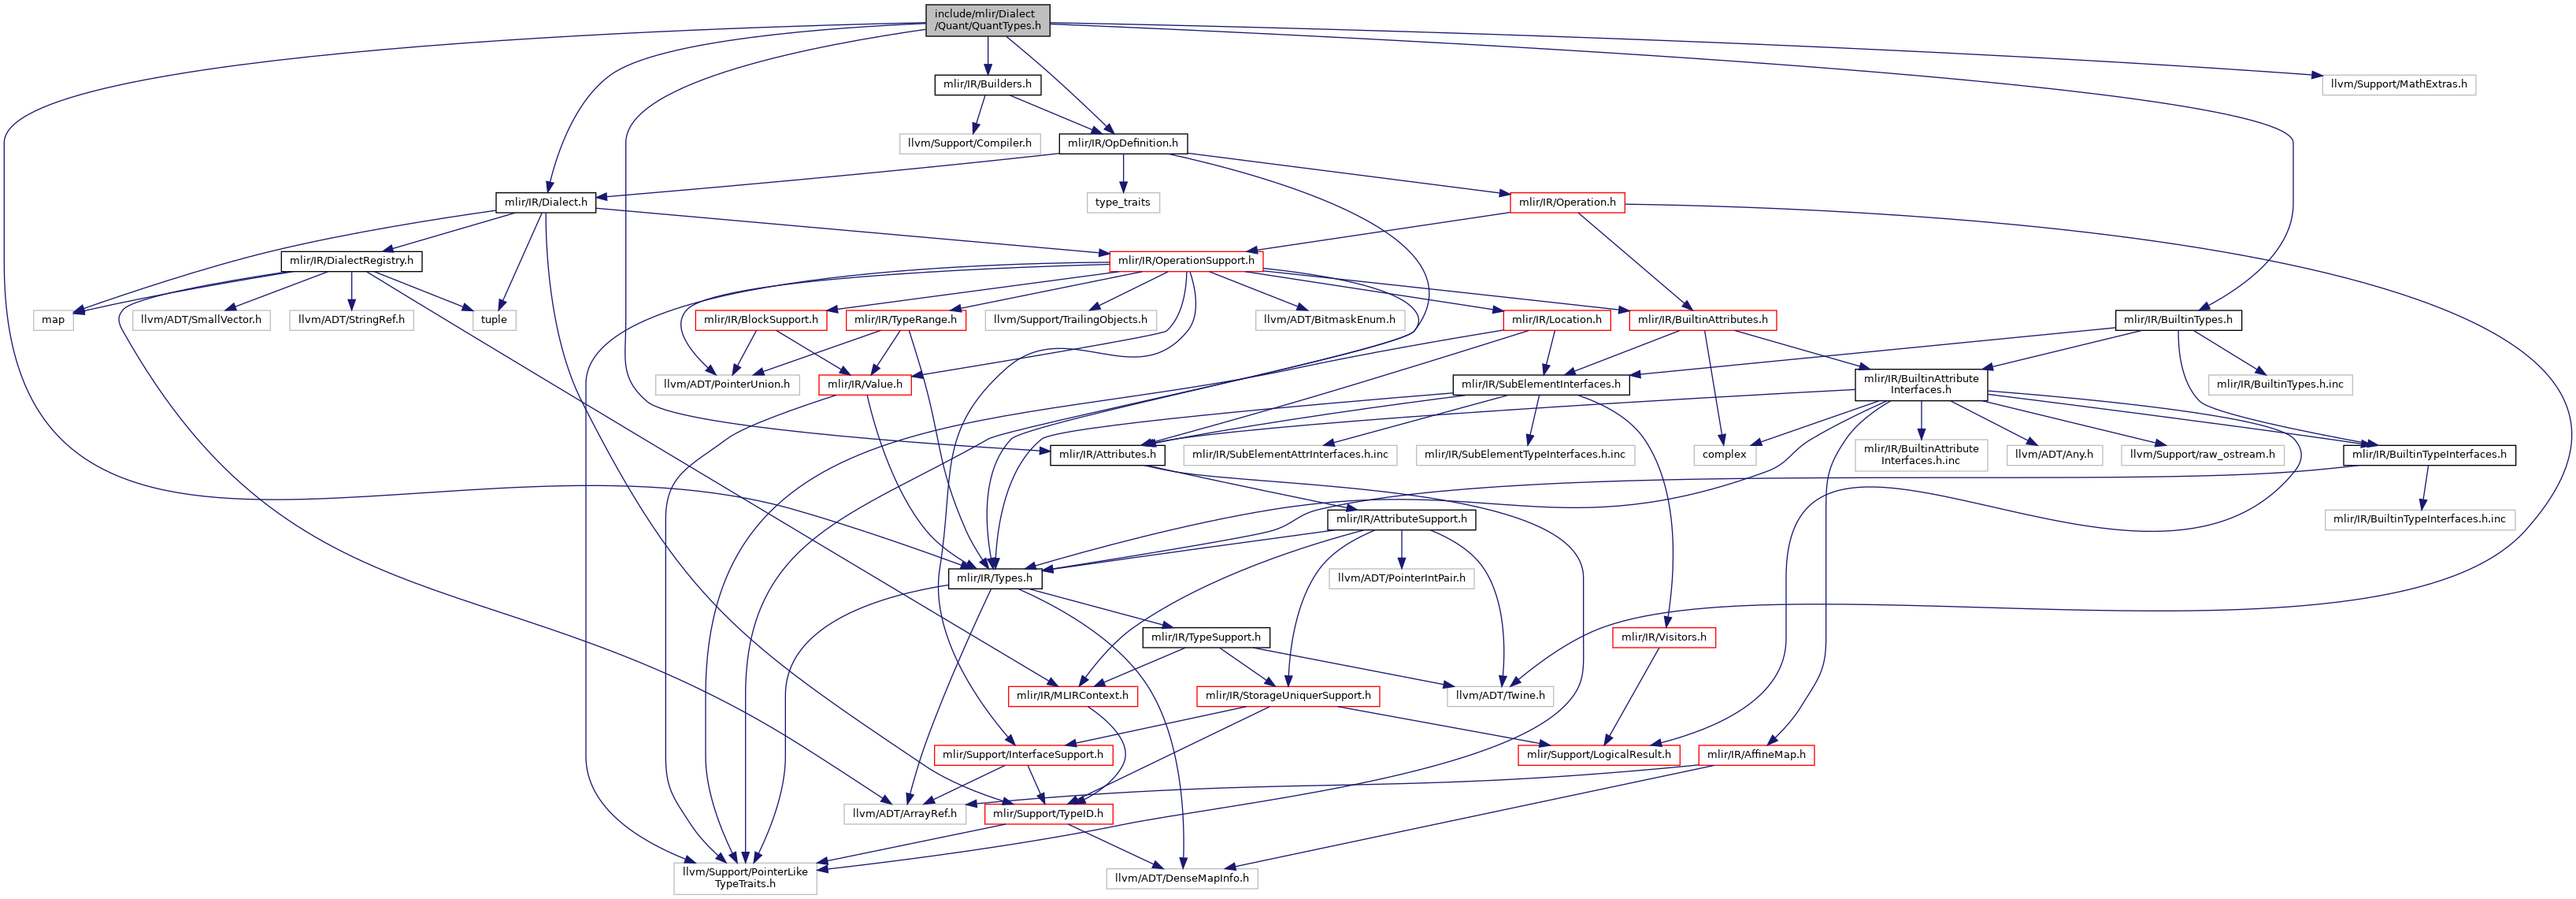 include/mlir/Dialect
/Quant/QuantTypes.h
mlir/IR/Builders.h
llvm/Support/MathExtras.h
llvm/Support/Compiler.h
mlir/IR/OpDefinition.h
mlir/IR/Dialect.h
type_traits
mlir/IR/Operation.h
mlir/IR/DialectRegistry.h
mlir/IR/OperationSupport.h
map
llvm/ADT/SmallVector.h
llvm/ADT/StringRef.h
tuple
mlir/IR/BlockSupport.h
mlir/IR/TypeRange.h
llvm/Support/TrailingObjects.h
llvm/ADT/BitmaskEnum.h
mlir/IR/Location.h
mlir/IR/BuiltinAttributes.h
mlir/IR/BuiltinTypes.h
llvm/ADT/PointerUnion.h
mlir/IR/Value.h
mlir/IR/SubElementInterfaces.h
mlir/IR/BuiltinAttribute
Interfaces.h
mlir/IR/BuiltinTypes.h.inc
mlir/IR/Attributes.h
mlir/IR/SubElementAttrInterfaces.h.inc
mlir/IR/SubElementTypeInterfaces.h.inc
complex
mlir/IR/BuiltinAttribute
Interfaces.h.inc
llvm/ADT/Any.h
llvm/Support/raw_ostream.h
mlir/IR/BuiltinTypeInterfaces.h
mlir/IR/AttributeSupport.h
mlir/IR/BuiltinTypeInterfaces.h.inc
mlir/IR/Types.h
llvm/ADT/PointerIntPair.h
mlir/IR/TypeSupport.h
mlir/IR/Visitors.h
mlir/IR/MLIRContext.h
mlir/IR/StorageUniquerSupport.h
llvm/ADT/Twine.h
mlir/Support/InterfaceSupport.h
mlir/Support/LogicalResult.h
mlir/IR/AffineMap.h
llvm/ADT/ArrayRef.h
mlir/Support/TypeID.h
llvm/Support/PointerLike
TypeTraits.h
llvm/ADT/DenseMapInfo.h